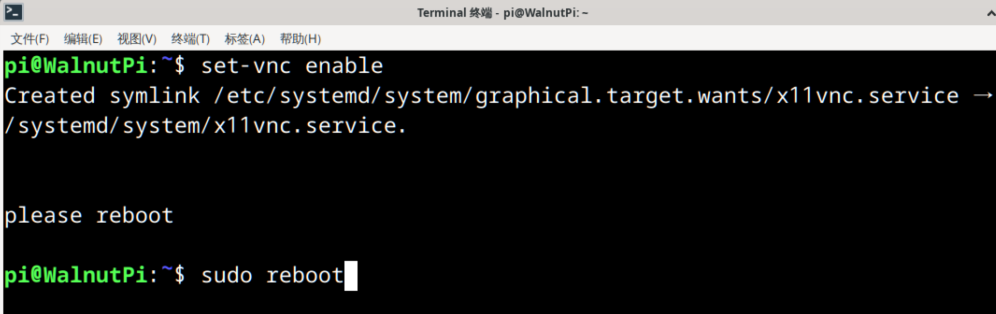 Terminal 终端 - pi@WalnutPi: ~
文件(F) 编辑(E) 视图(V) 终端(T) 标签(A) 帮助(H)
pi@WalnutPi:~$ set-vnc enable
Created symlink /etc/systemd/system/graphical.target.wants/x11vnc.service →
/systemd/system/x11vnc.service.
please reboot
pi@WalnutPi:~$ sudo reboot